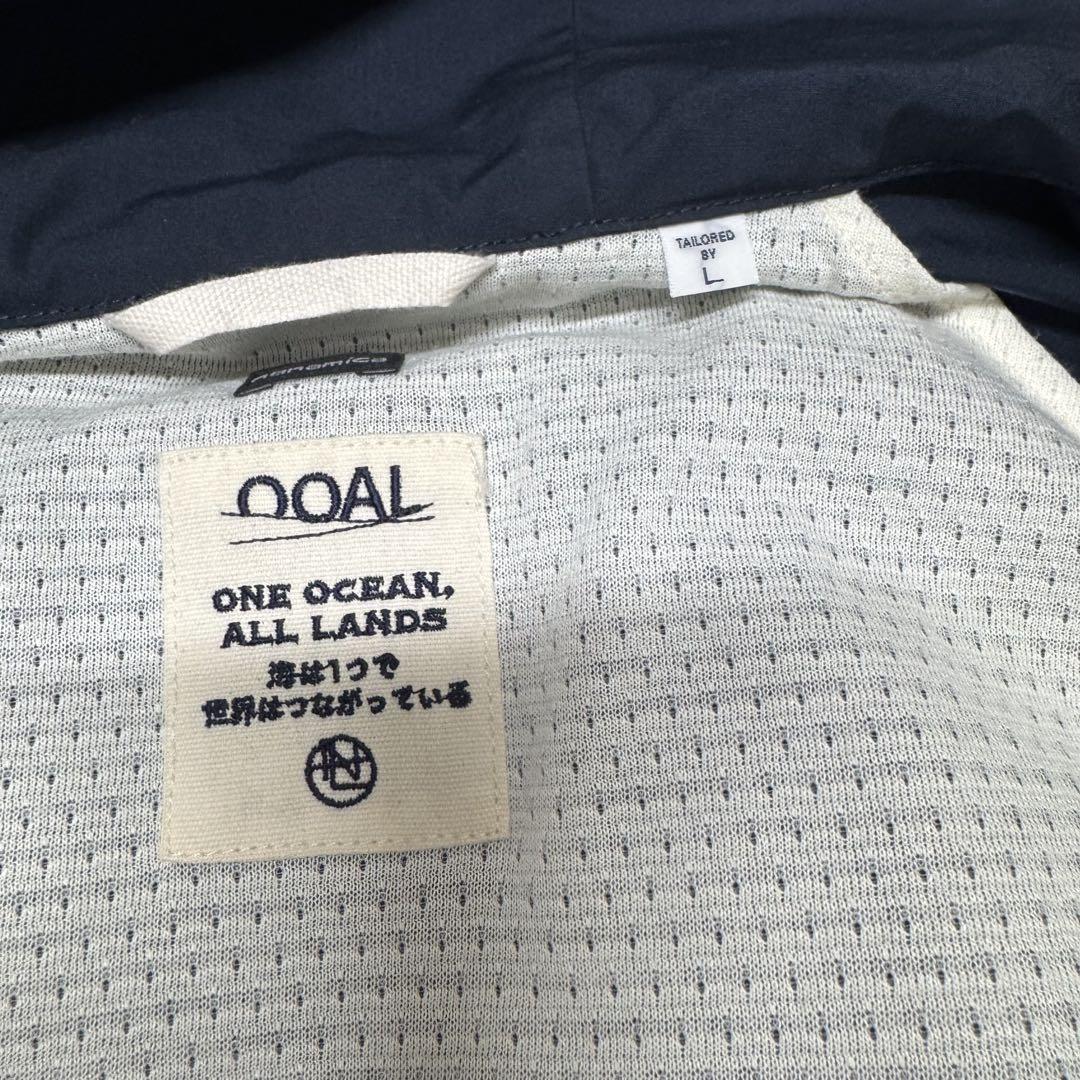 TAILORED
BY
L
nanamica
OOAL
ONE OCEAN,
ALL LANDS
海は1つで
世界はつながっている